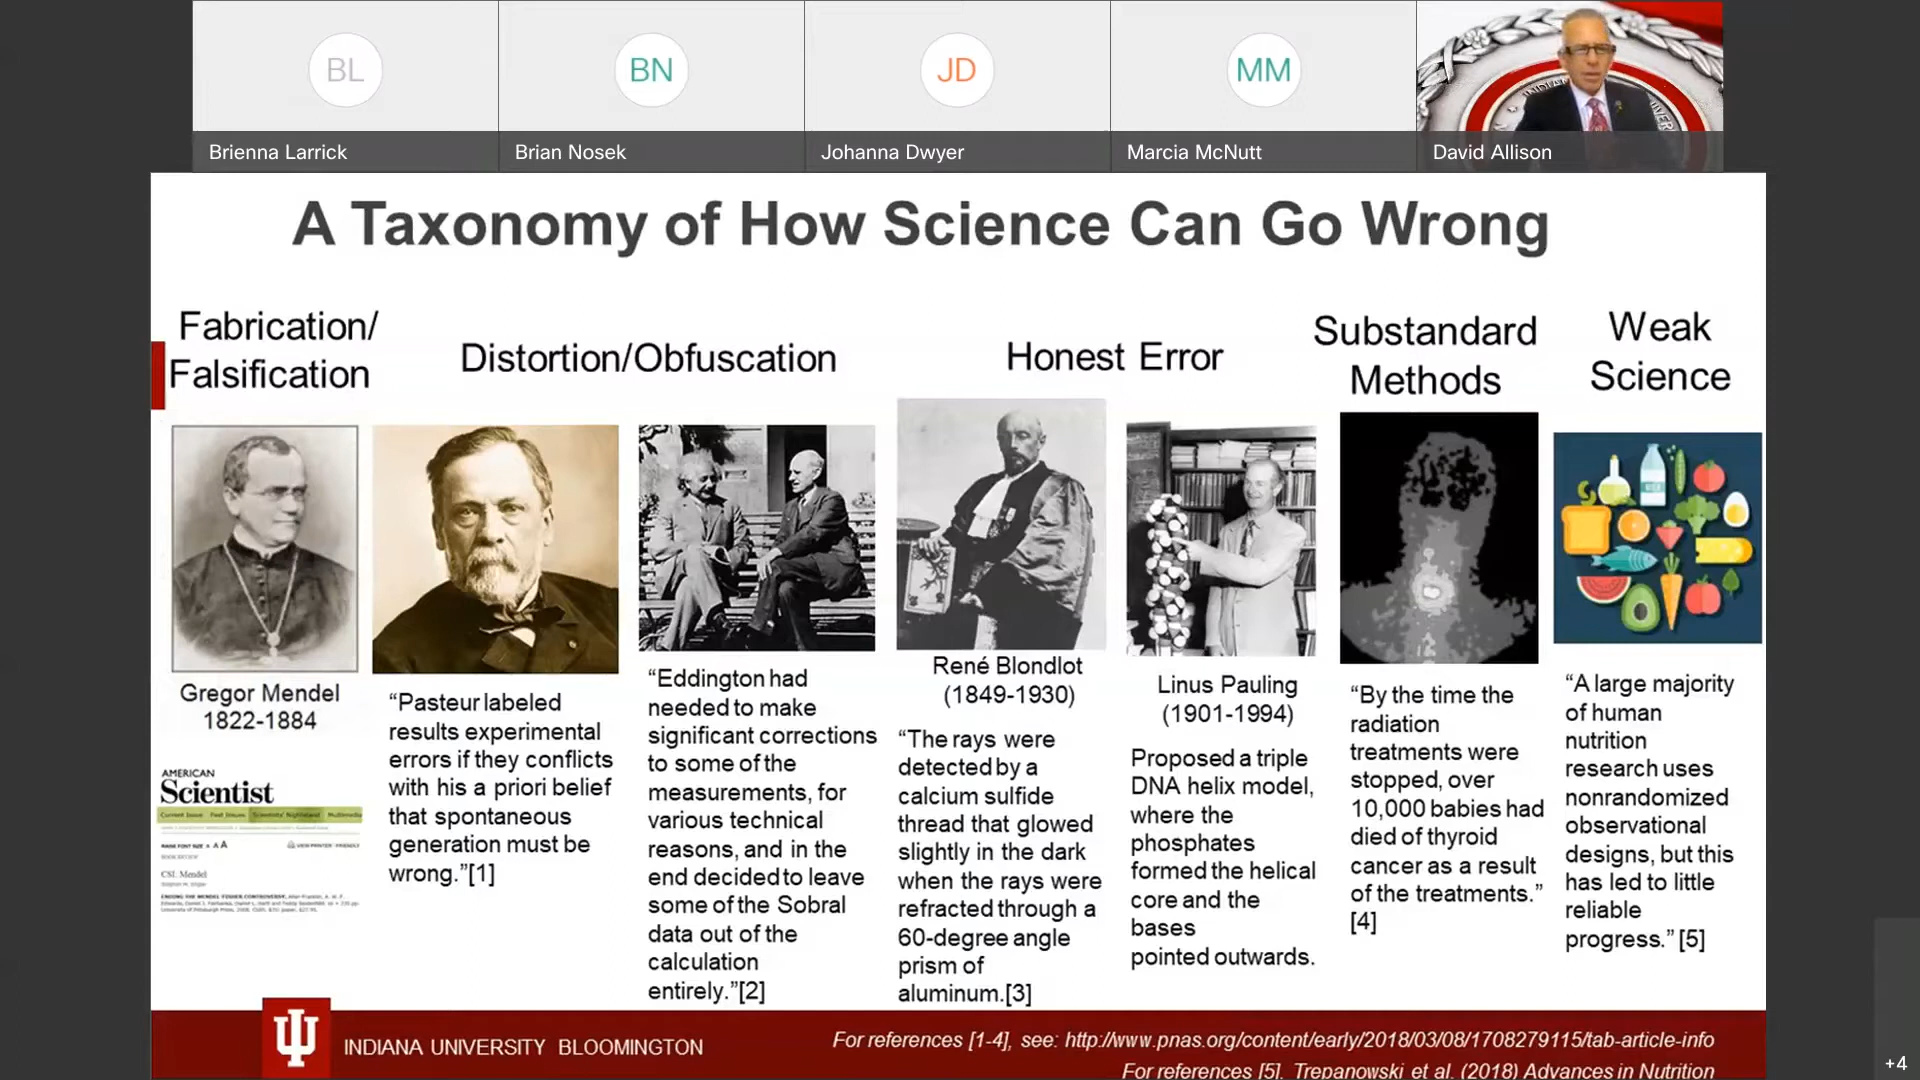 BL
BN
JD
MM
Brienna Larrick
Brian Nosek
Johanna Dwyer
Marcia McNutt
David Allison
A Taxonomy of How Science Can Go Wrong
Fabrication/
Falsification
Distortion/Obfuscation
Honest Error
Substandard
Methods
Weak
Science
Gregor Mendel
1822-1884
AMERICAN
Scientist
Current Issue Past Issues Scientists' Nightstand Multimedia
CSI: Mendel
“Pasteur labeled
results experimental
errors if they conflicts
with his a priori belief
that spontaneous
generation must be
wrong.”[1]
“Eddington had
needed to make
significant corrections
to some of the
measurements, for
various technical
reasons, and in the
end decided to leave
some of the Sobral
data out of the
calculation
entirely.”[2]
René Blondlot
(1849-1930)
“The rays were
detected by a
calcium sulfide
thread that glowed
slightly in the dark
when the rays were
refracted through a
60-degree angle
prism of
aluminum.[3]
Linus Pauling
(1901-1994)
Proposed a triple
DNA helix model,
where the
phosphates
formed the helical
core and the
bases
pointed outwards.
“By the time the
radiation
treatments were
stopped, over
10,000 babies had
died of thyroid
cancer as a result
of the treatments.”
[4]
“A large majority
of human
nutrition
research uses
nonrandomized
observational
designs, but this
has led to little
reliable
progress.” [5]
INDIANA UNIVERSITY BLOOMINGTON
For references [1-4], see: http://www.pnas.org/content/early/2018/03/08/1708279115/tab-article-info
For references [5], Trepanowski et al. (2018) Advances in Nutrition
+4